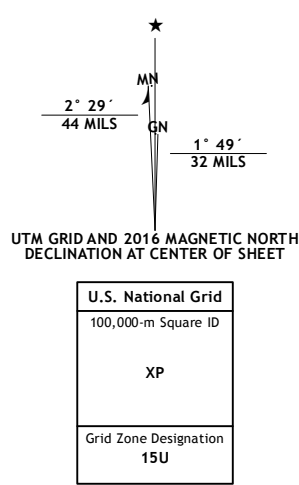 ★
MN
GN
2° 29´
44 MILS
1° 49´
32 MILS
UTM GRID AND 2016 MAGNETIC NORTH
DECLINATION AT CENTER OF SHEET
U.S. National Grid
100,000-m Square ID
XP
Grid Zone Designation
15U